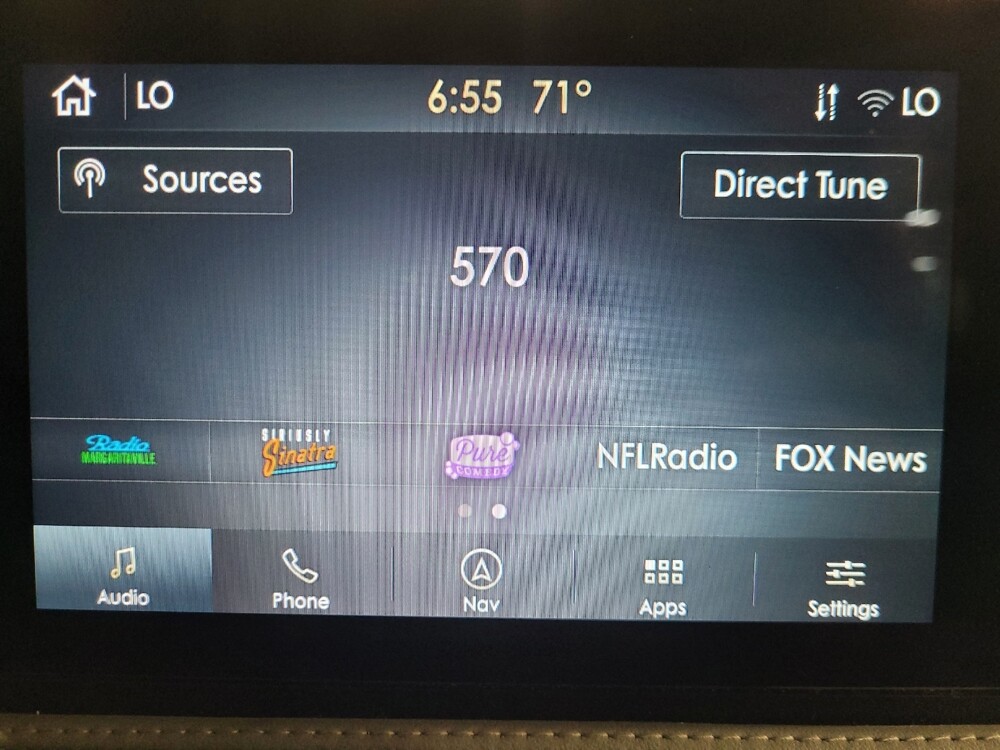 LO 6:55 71° LO
Sources Direct Tune
570
Radio
MARGARITAVILLE
SIRIUSLY
Sinatra
Pure
COMEDY
NFLRadio FOX News
Audio Phone Nav Apps Settings